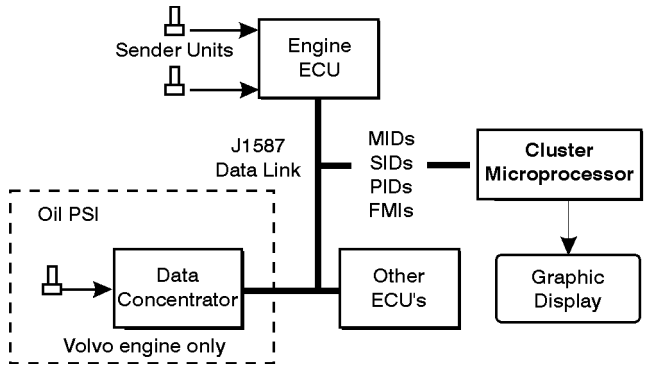 Sender Units
Engine
ECU
J1587
Data Link
MIDs
SIDs
PIDs
FMIs
Cluster
Microprocessor
Oil PSI
Data
Concentrator
Volvo engine only
Other
ECU's
Graphic
Display